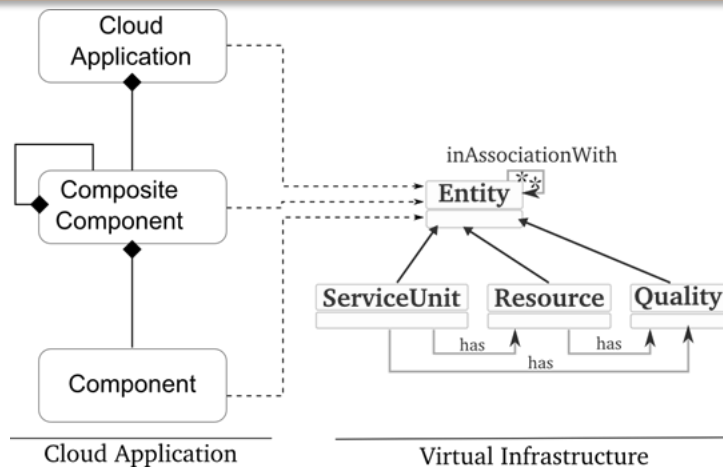 Cloud
Application
Composite
Component
Component
Cloud Application
inAssociationWith
**
Entity
ServiceUnit
Resource
Quality
has
has
has
Virtual Infrastructure